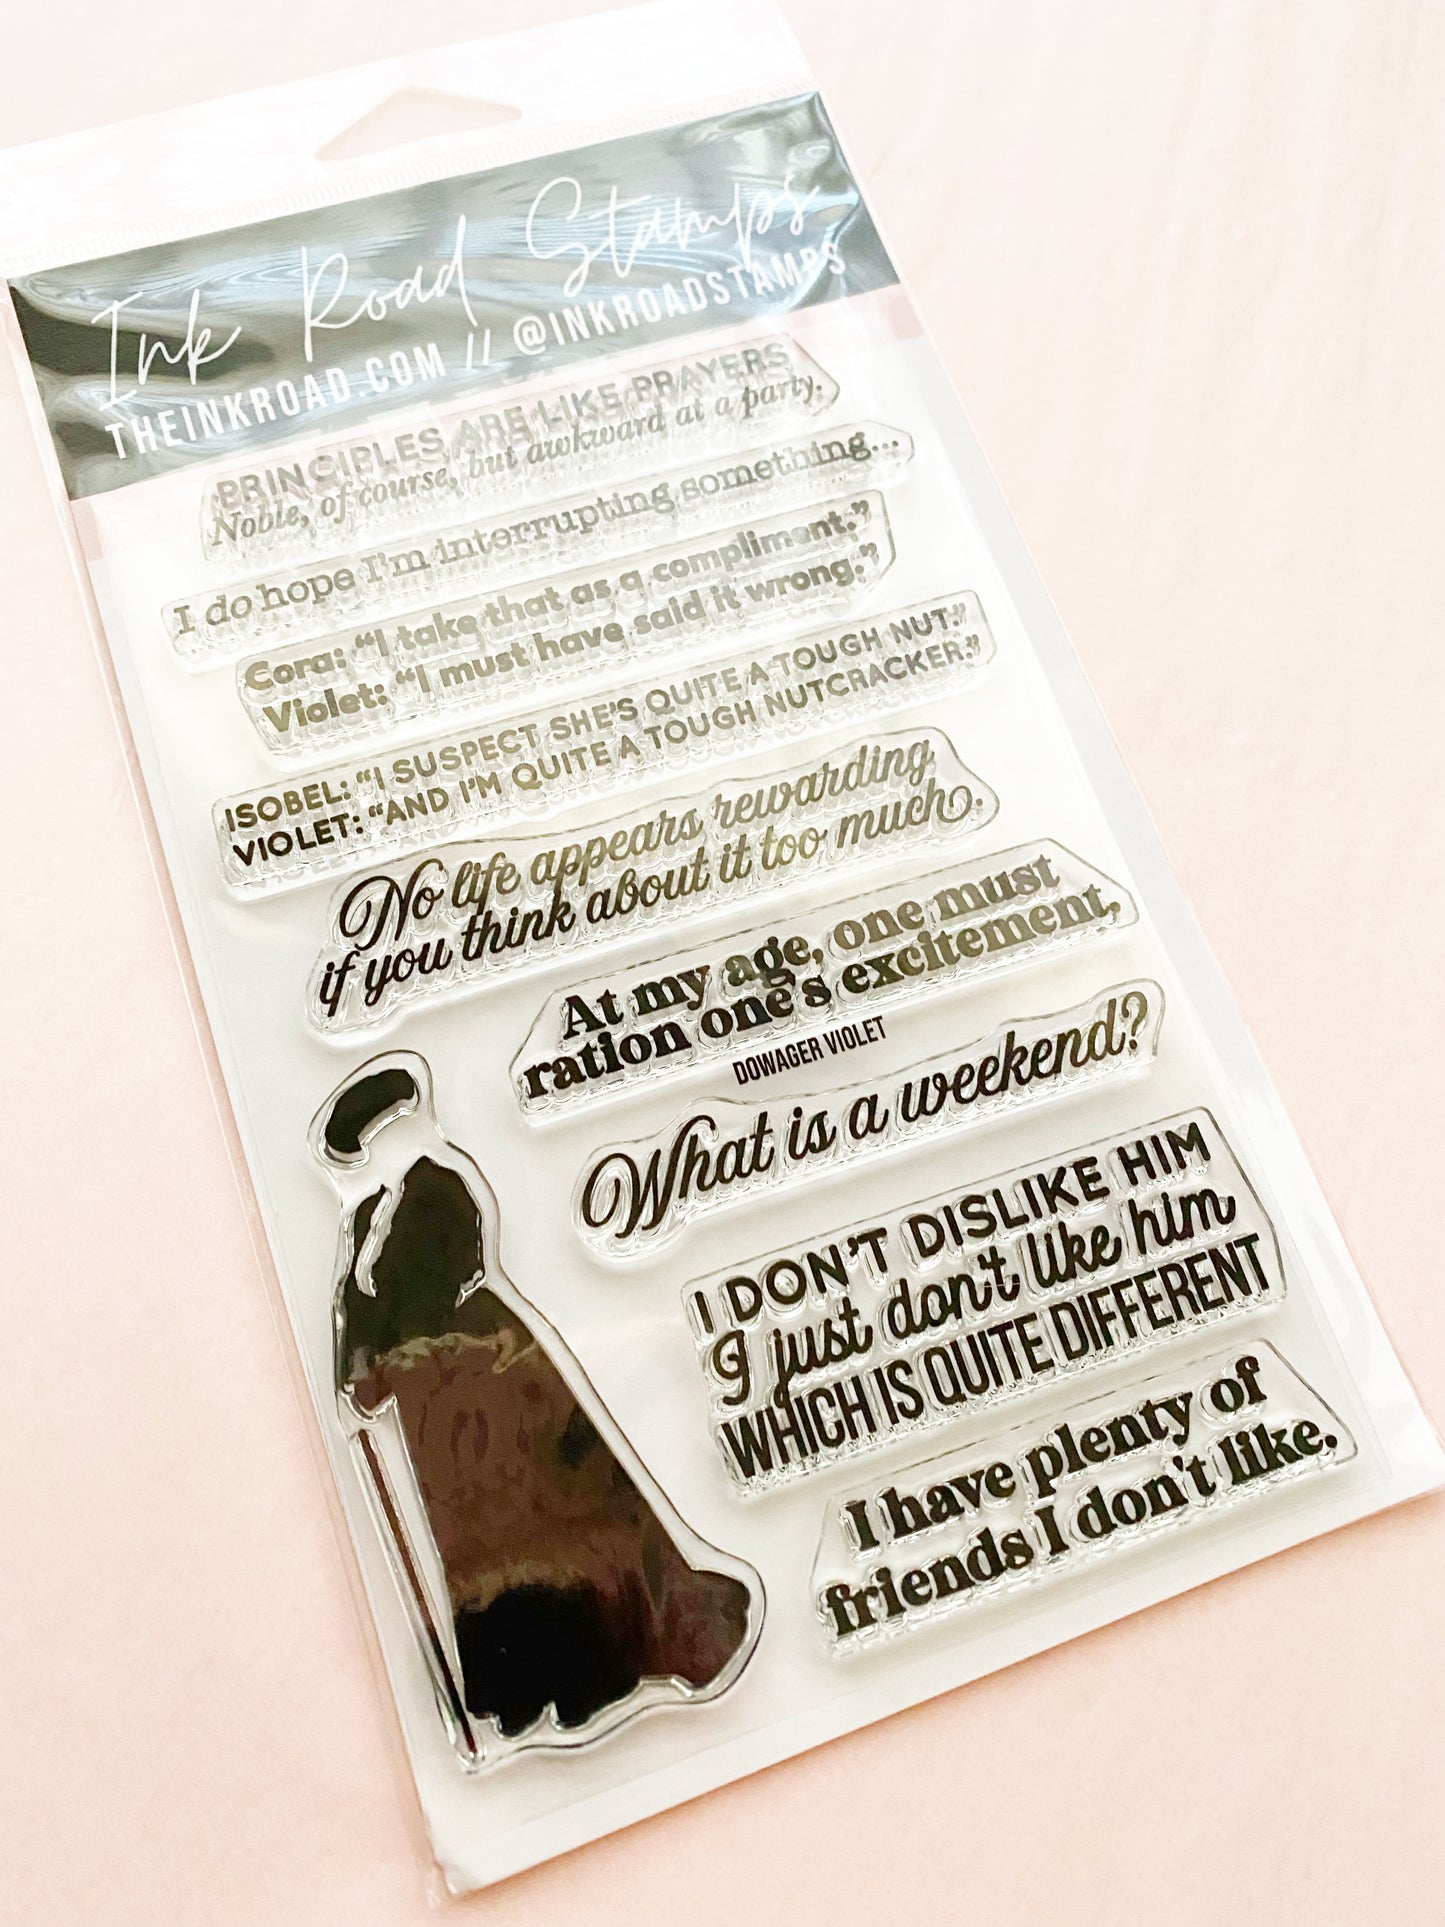 Ink Road Stamps
THEINKROAD.COM // @INKROADSTAMPS
PRINCIPLES ARE LIKE PRAYERS
Noble, of course, but awkward at a party.
I do hope I'm interrupting something...
Cora: “I take that as a compliment.”
Violet: “I must have said it wrong.”
ISOBEL: “I SUSPECT SHE'S QUITE A TOUGH NUT.”
VIOLET: “AND I'M QUITE A TOUGH NUTCRACKER.”
No life appears rewarding
if you think about it too much.
At my age, one must
ration one's excitement,
DOWAGER VIOLET
What is a weekend?
I DON'T DISLIKE HIM
I just don't like him
WHICH IS QUITE DIFFERENT
I have plenty of
friends I don't like.